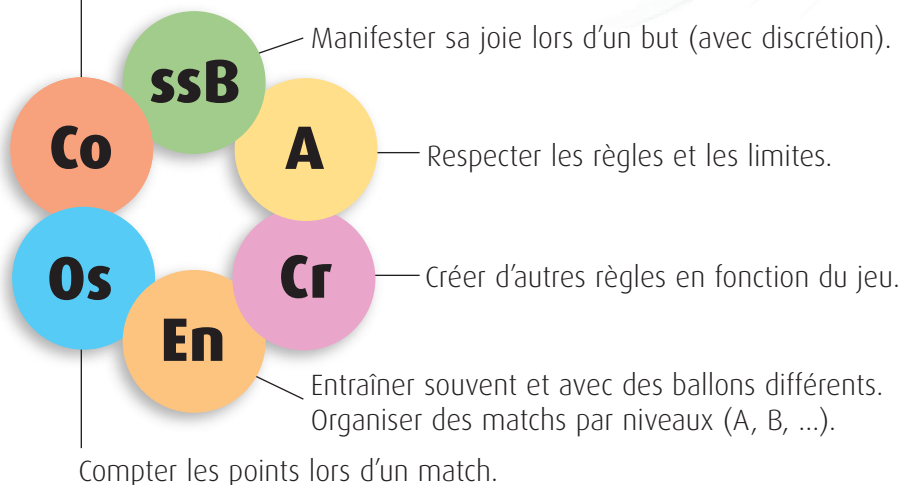 Manifester sa joie lors d'un but (avec discrétion).
ssB
Co
A
Respecter les règles et les limites.
Os
Cr
Créer d'autres règles en fonction du jeu.
En
Entraîner souvent et avec des ballons différents.
Organiser des matchs par niveaux (A, B, ...).
Compter les points lors d'un match.